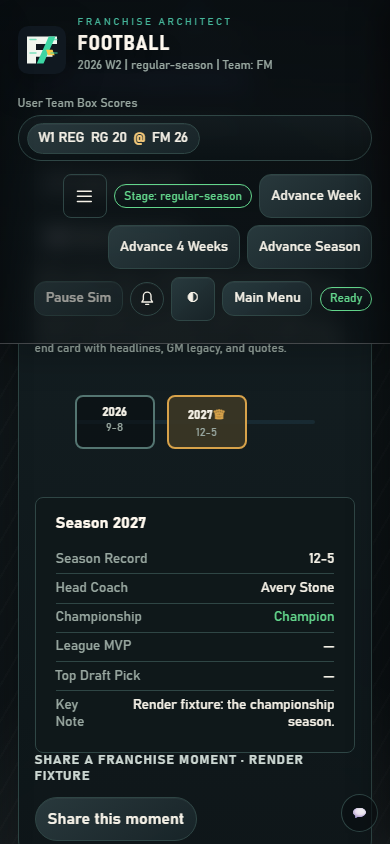 FRANCHISE ARCHITECT
FOOTBALL
2026 W2 | regular-season | Team: FM
User Team Box Scores
W1 REG RG 20 @ FM 26
Stage: regular-season
Advance Week
Advance 4 Weeks
Advance Season
Pause Sim
Main Menu
Ready
end card with headlines, GM legacy, and quotes.
2026
9-8
2027
12-5
Season 2027
Season Record 12-5
Head Coach Avery Stone
Championship Champion
League MVP —
Top Draft Pick —
Key Note Render fixture: the championship
season.
SHARE A FRANCHISE MOMENT · RENDER
FIXTURE
Share this moment